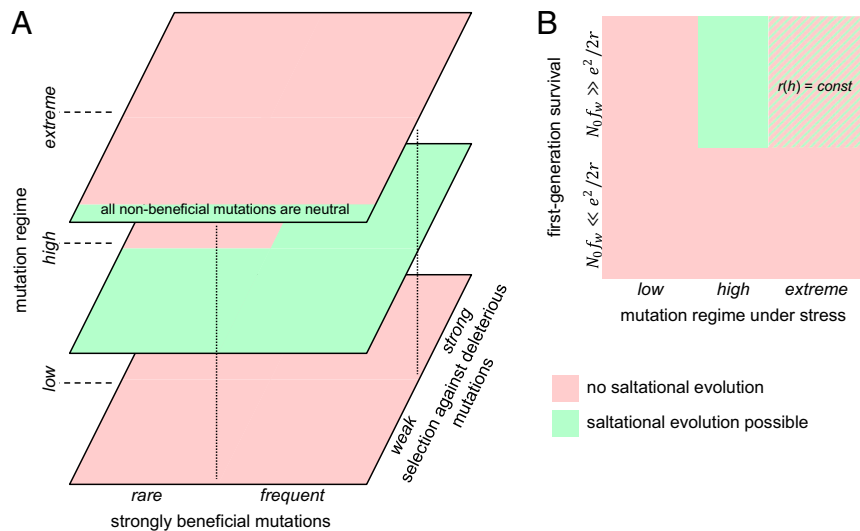 A
extreme
high
low
mutation regime
all non-beneficial mutations are neutral
weak
strong
selection against deleterious
mutations
rare
frequent
strongly beneficial mutations
B
first-generation survival
N₀f_w ≫ e²/2r
N₀f_w ≪ e²/2r
r(h) = const
low
high
extreme
mutation regime under stress
no saltational evolution
saltational evolution possible